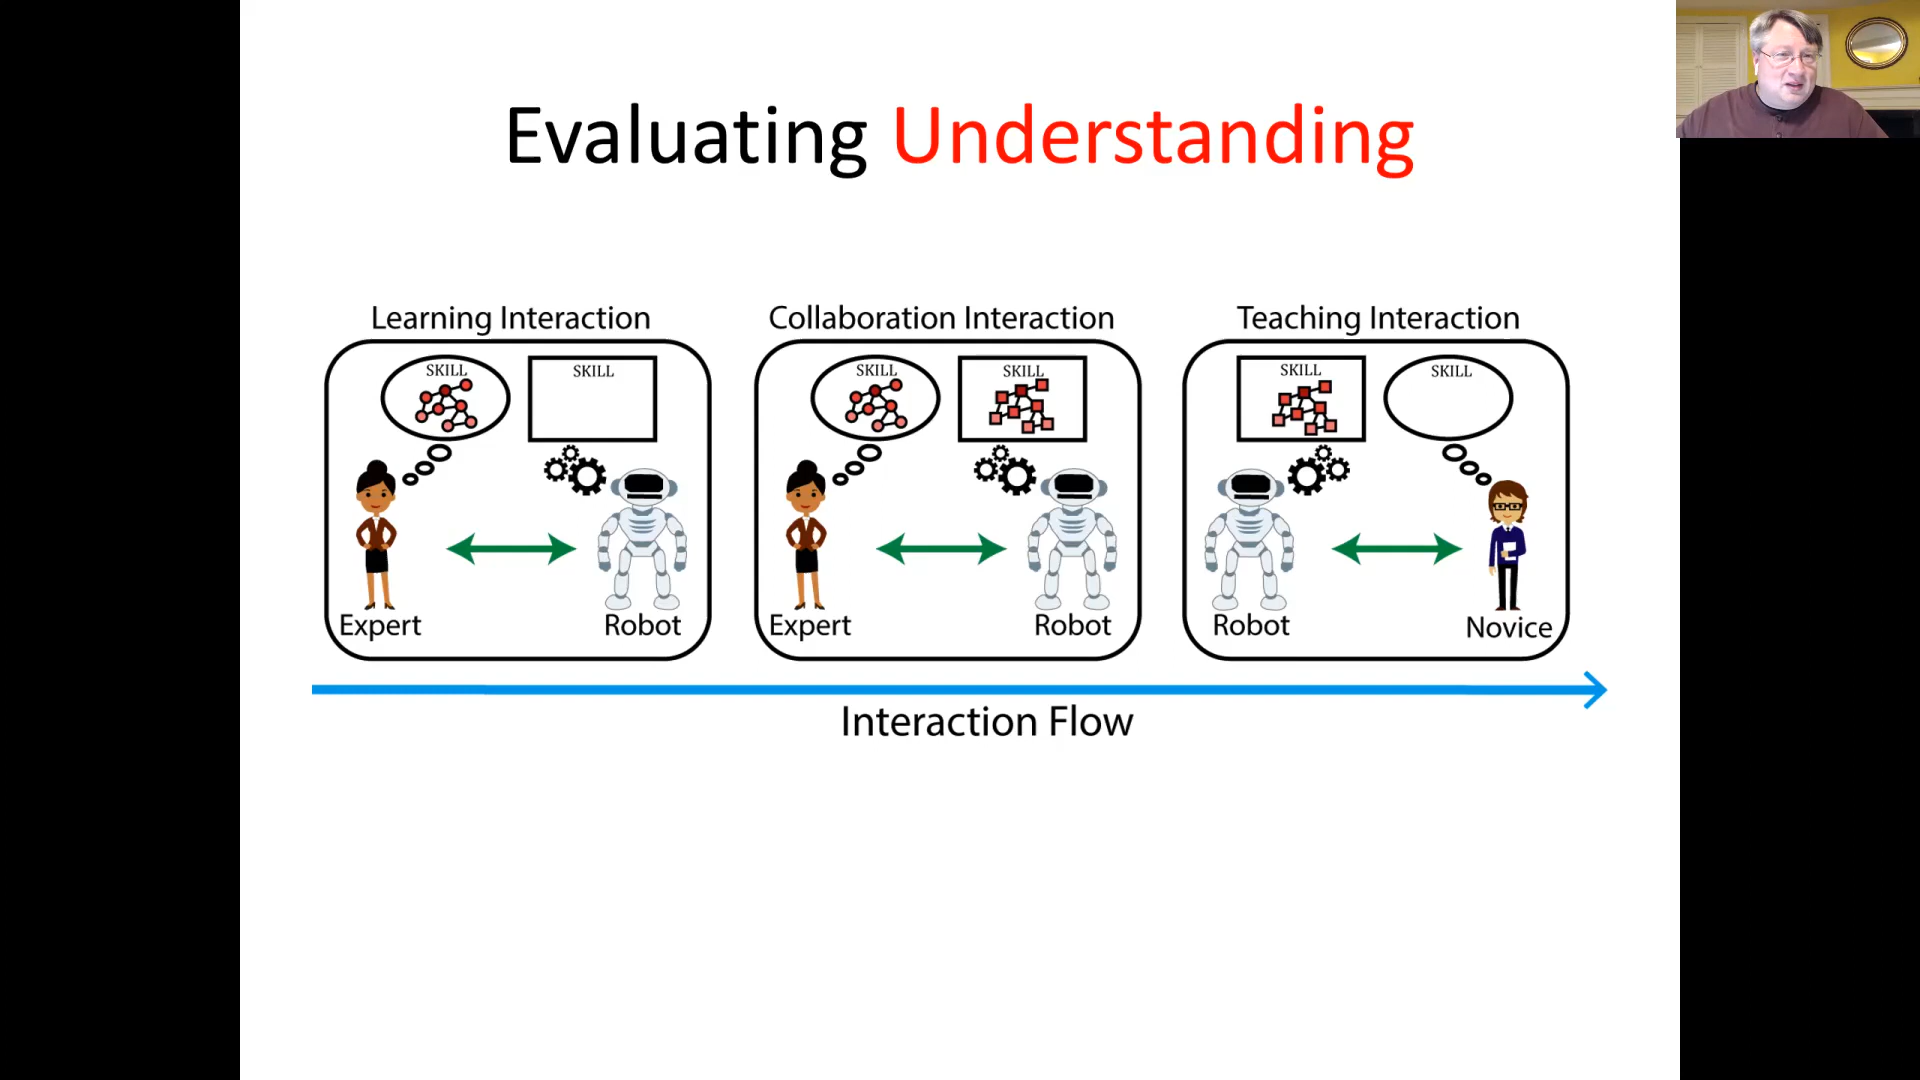 Evaluating Understanding
Learning Interaction
SKILL
SKILL
Expert
Robot
Collaboration Interaction
SKILL
SKILL
Expert
Robot
Teaching Interaction
SKILL
SKILL
Robot
Novice
Interaction Flow